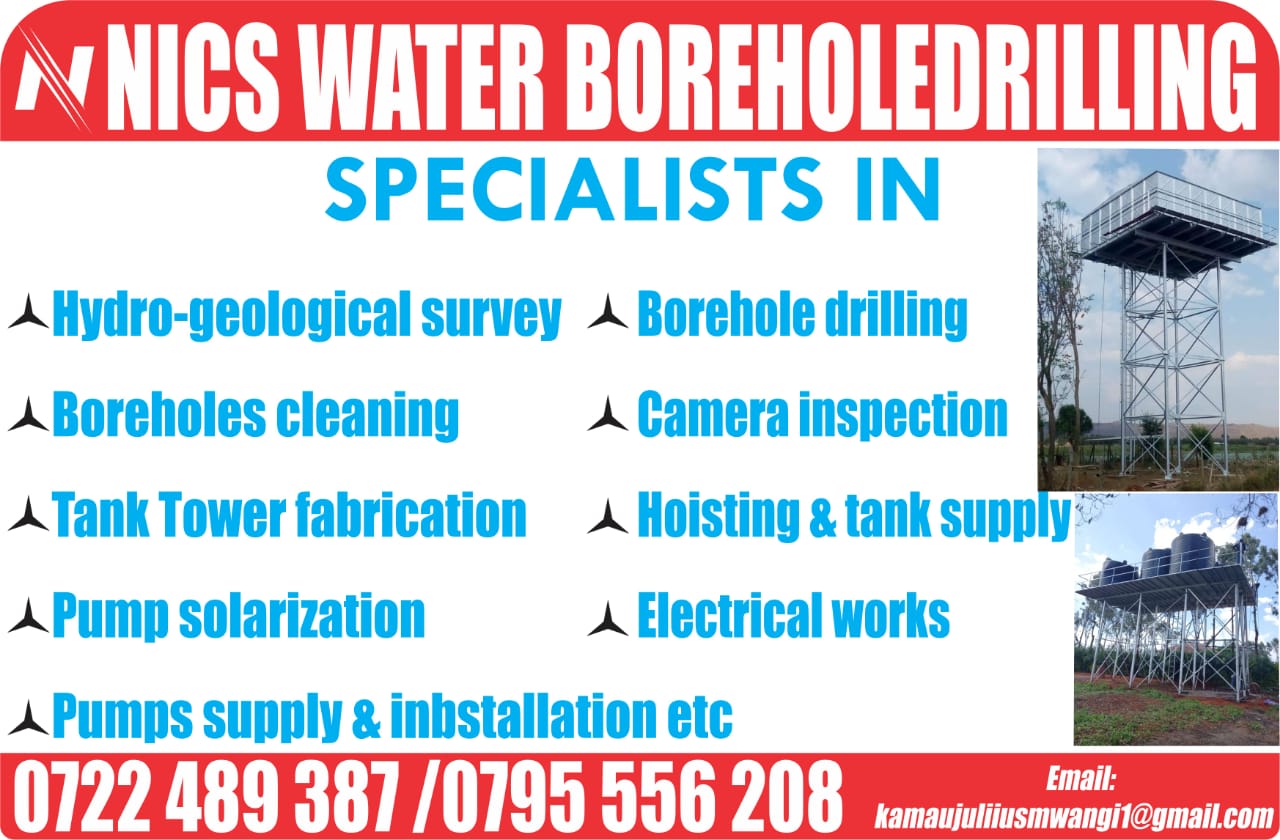 NICS WATER BOREHOLEDRILLING
SPECIALISTS IN
Hydro-geological survey
Borehole drilling
Boreholes cleaning
Camera inspection
Tank Tower fabrication
Hoisting & tank supply
Pump solarization
Electrical works
Pumps supply & inbstallation etc
0722 489 387 /0795 556 208
Email:
kamaujuliiusmwangi1@gmail.com